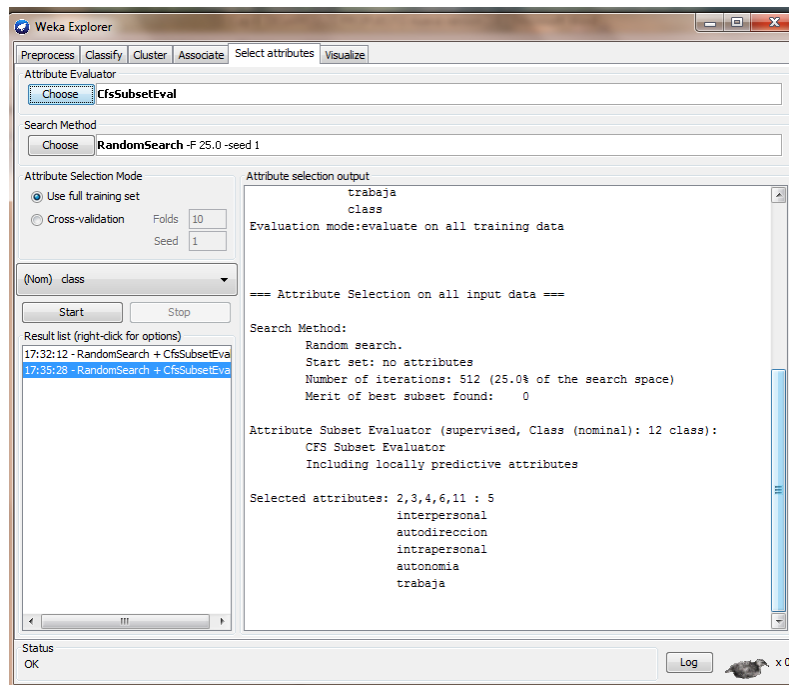 Weka Explorer
Preprocess Classify Cluster Associate Select attributes Visualize
Attribute Evaluator
Choose CfsSubsetEval
Search Method
Choose RandomSearch -F 25.0 -seed 1
Attribute Selection Mode
Use full training set
Cross-validation Folds 10
Seed 1
(Nom) class
Start Stop
Result list (right-click for options)
17:32:12 - RandomSearch + CfsSubsetEva
17:35:28 - RandomSearch + CfsSubsetEva
Attribute selection output
trabaja
class
Evaluation mode:evaluate on all training data
=== Attribute Selection on all input data ===
Search Method:
Random search.
Start set: no attributes
Number of iterations: 512 (25.0% of the search space)
Merit of best subset found: 0
Attribute Subset Evaluator (supervised, Class (nominal): 12 class):
CFS Subset Evaluator
Including locally predictive attributes
Selected attributes: 2,3,4,6,11 : 5
interpersonal
autodireccion
intrapersonal
autonomia
trabaja
Status
OK
Log
x 0